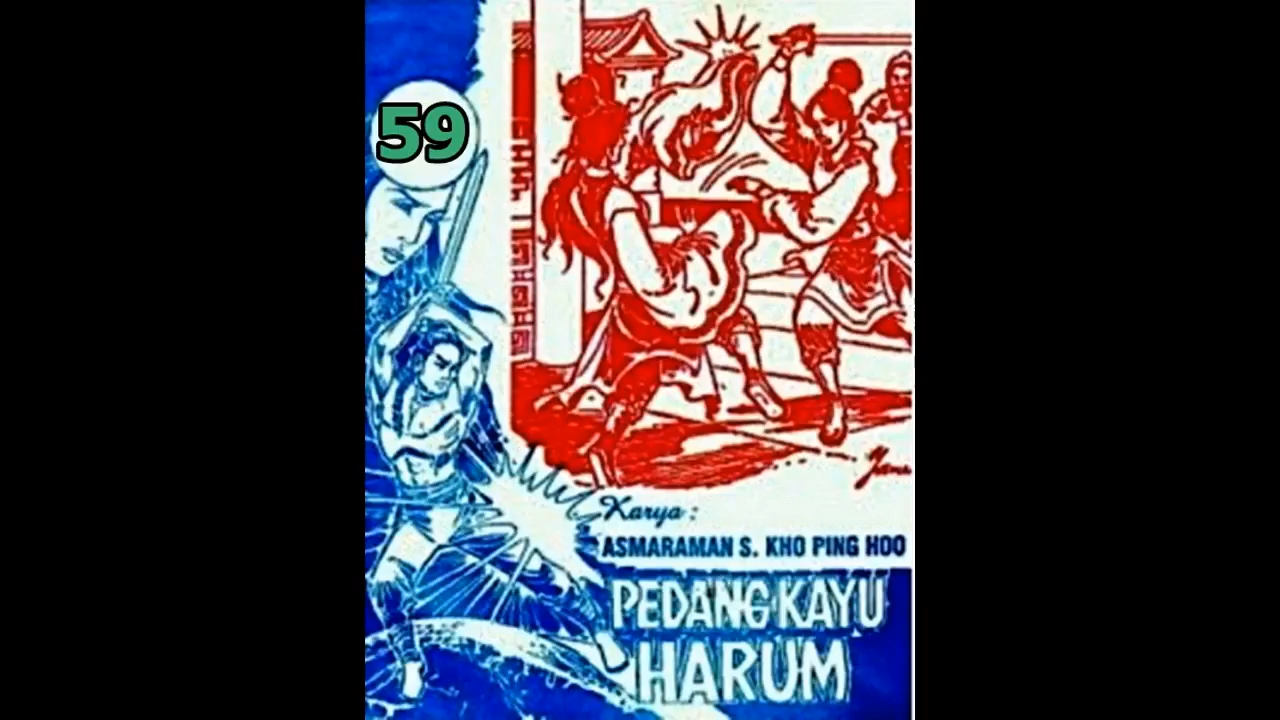 59
Karya :
ASMARAMAN S. KHO PING HOO
PEDANG KAYU
HARUM